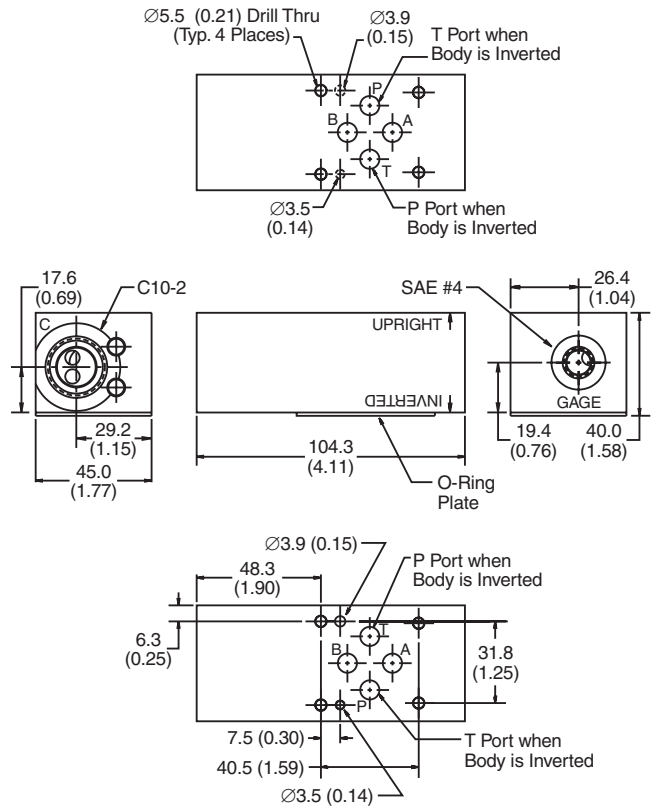 ∅5.5 (0.21) Drill Thru
(Typ. 4 Places)
∅3.9
(0.15)
T Port when
Body is Inverted
P
B
A
T
∅3.5
(0.14)
P Port when
Body is Inverted
17.6
(0.69)
C10-2
C
29.2
(1.15)
45.0
(1.77)
UPRIGHT
INVERTED
104.3
(4.11)
O-Ring
Plate
SAE #4
26.4
(1.04)
GAGE
19.4
(0.76)
40.0
(1.58)
∅3.9 (0.15)
P Port when
Body is Inverted
48.3
(1.90)
6.3
(0.25)
T
B
A
P
31.8
(1.25)
7.5 (0.30)
40.5 (1.59)
∅3.5 (0.14)
T Port when
Body is Inverted